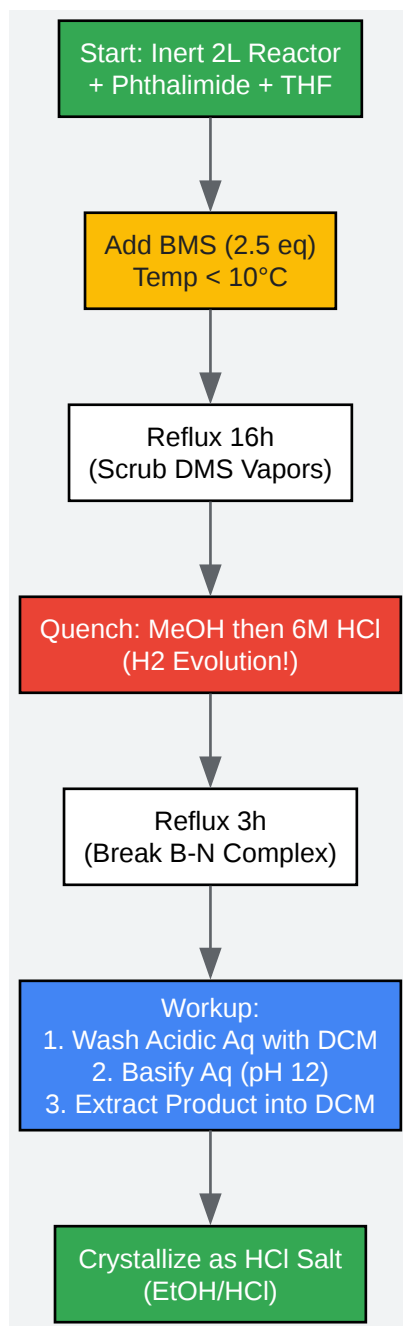 Start: Inert 2L Reactor
+ Phthalimide + THF
Add BMS (2.5 eq)
Temp < 10°C
Reflux 16h
(Scrub DMS Vapors)
Quench: MeOH then 6M HCl
(H2 Evolution!)
Reflux 3h
(Break B-N Complex)
Workup:
1. Wash Acidic Aq with DCM
2. Basify Aq (pH 12)
3. Extract Product into DCM
Crystallize as HCl Salt
(EtOH/HCl)